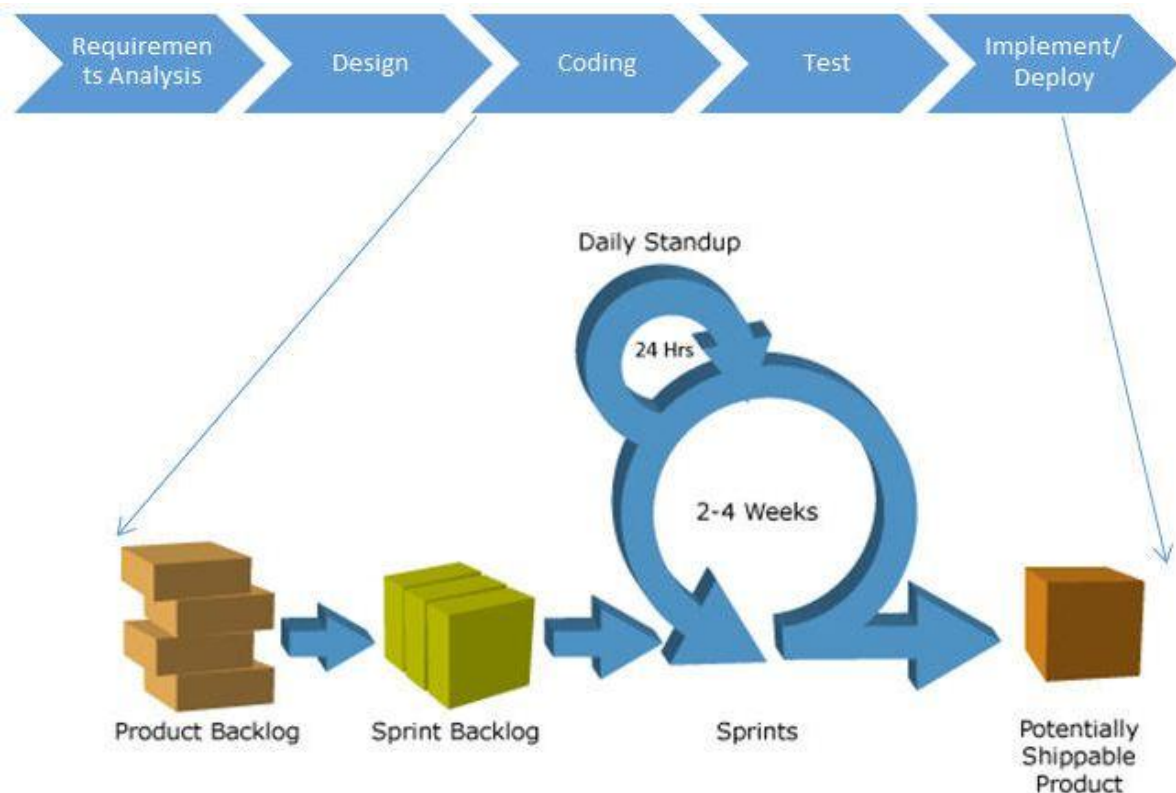 Requiremen
ts Analysis
Design
Coding
Test
Implement/
Deploy
Daily Standup
24 Hrs
2-4 Weeks
Product Backlog
Sprint Backlog
Sprints
Potentially
Shippable
Product